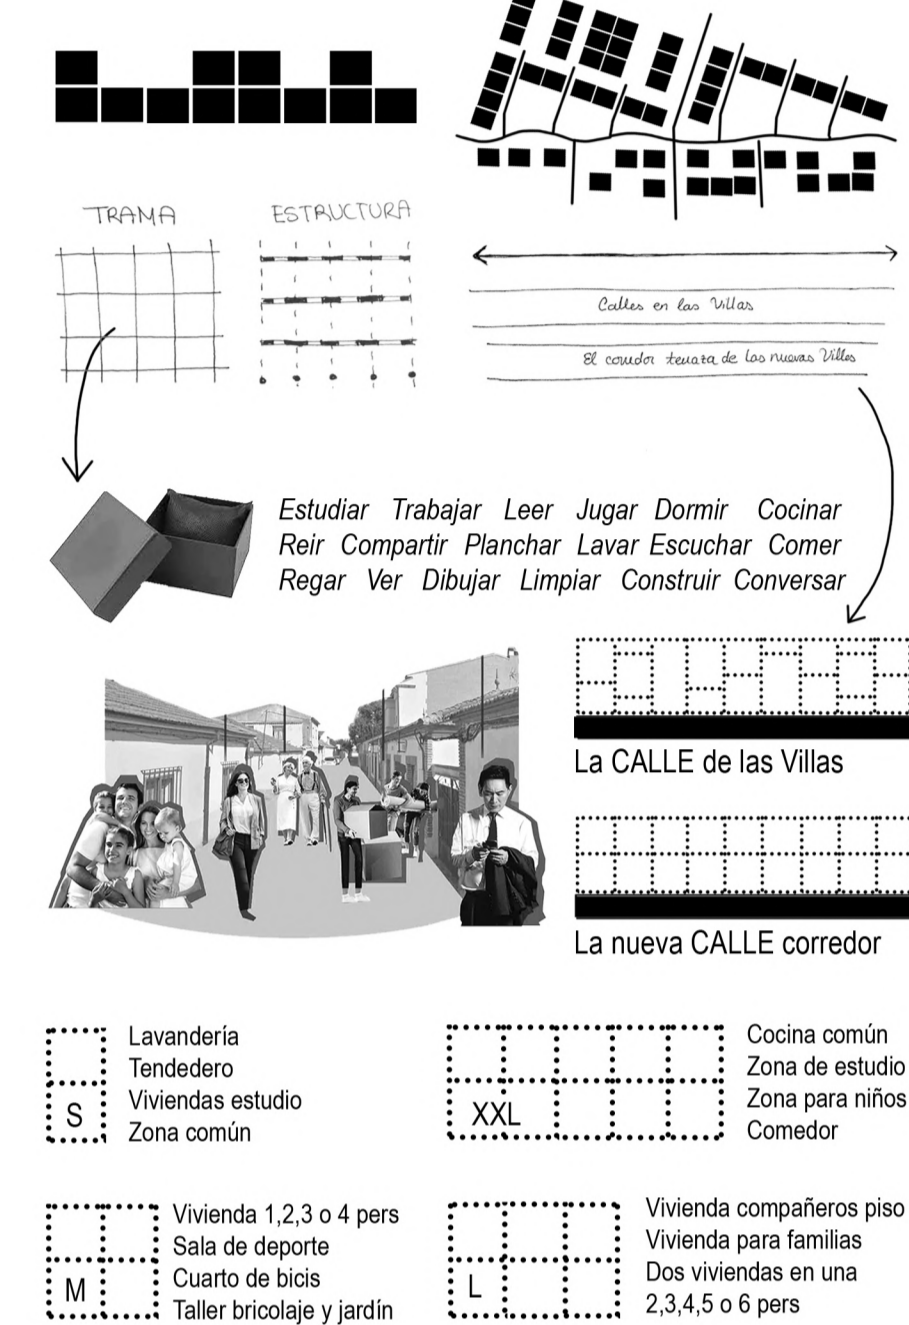 TRAMA
ESTRUCTURA
Calles en las Villas
El corredor terraza de las nuevas Villas
Estudiar Trabajar Leer Jugar Dormir Cocinar
Reir Compartir Planchar Lavar Escuchar Comer
Regar Ver Dibujar Limpiar Construir Conversar
La CALLE de las Villas
La nueva CALLE corredor
Lavandería
Tendedero
Viviendas estudio
Zona común
S
Cocina común
Zona de estudio
Zona para niños
Comedor
XXL
Vivienda 1,2,3 o 4 pers
Sala de deporte
Cuarto de bicis
Taller bricolaje y jardín
M
Vivienda compañeros piso
Vivienda para familias
Dos viviendas en una
2,3,4,5 o 6 pers
L